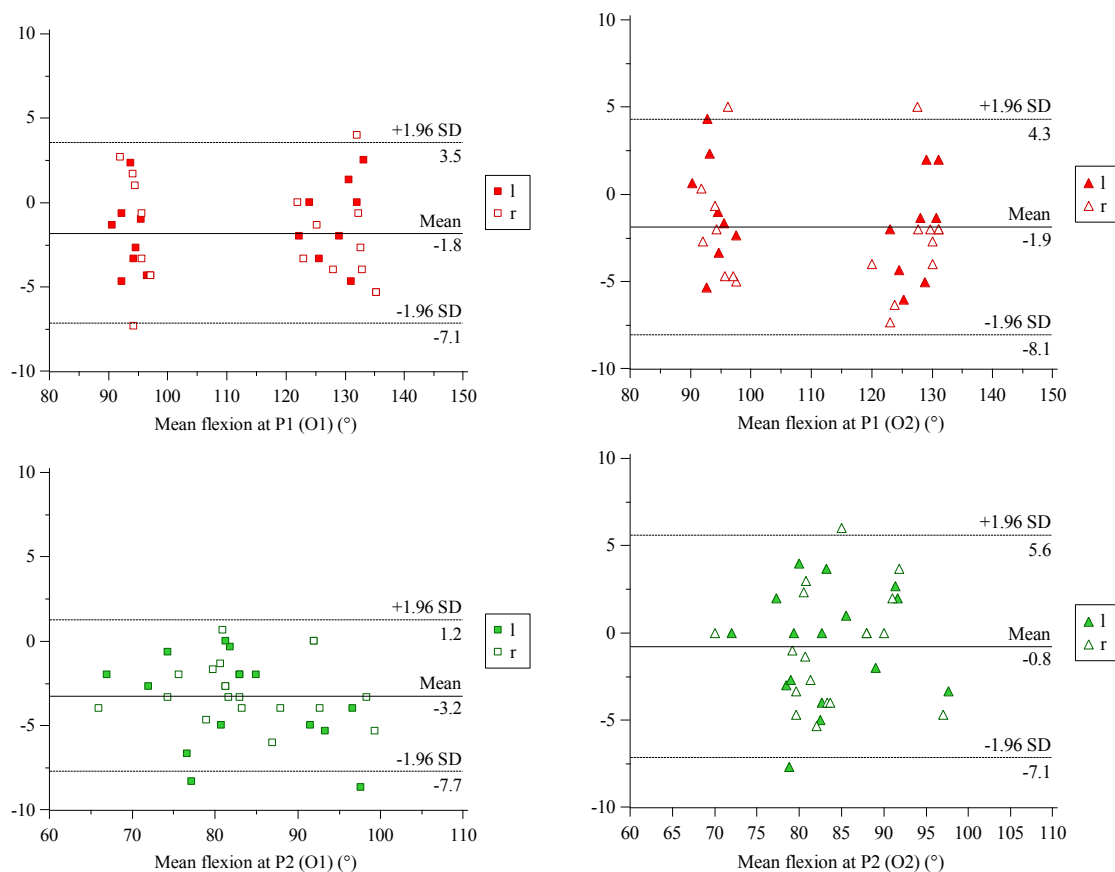 10
5
0
-5
-10
80 90 100 110 120 130 140 150
Mean flexion at P1 (O1) (°)
+1.96 SD
3.5
Mean
-1.8
-1.96 SD
-7.1
l
r
10
5
0
-5
-10
80 90 100 110 120 130 140 150
Mean flexion at P1 (O2) (°)
+1.96 SD
4.3
Mean
-1.9
-1.96 SD
-8.1
l
r
10
5
0
-5
-10
60 70 80 90 100 110
Mean flexion at P2 (O1) (°)
+1.96 SD
1.2
Mean
-3.2
-1.96 SD
-7.7
l
r
10
5
0
-5
-10
60 65 70 75 80 85 90 95 100 105 110
Mean flexion at P2 (O2) (°)
+1.96 SD
5.6
Mean
-0.8
-1.96 SD
-7.1
l
r